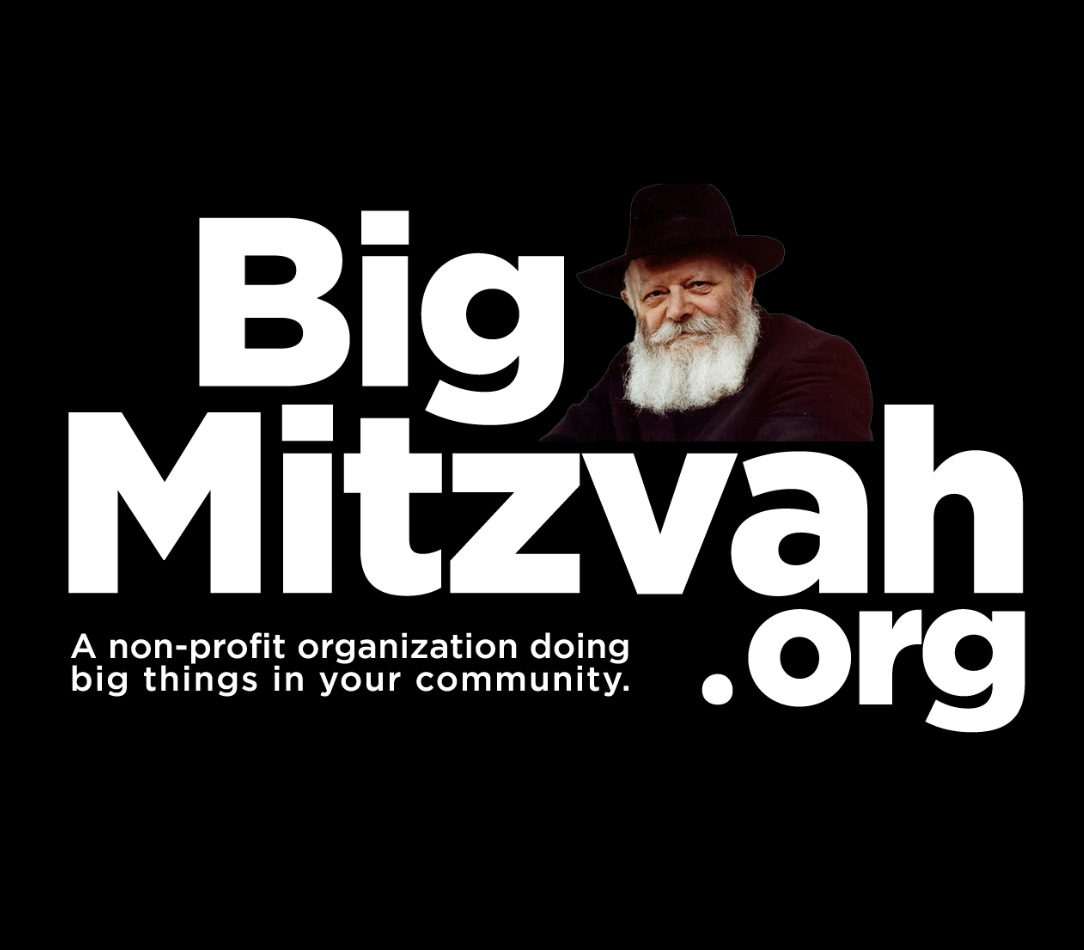 Big
Mitzvah
.org
A non-profit organization doing
big things in your community.